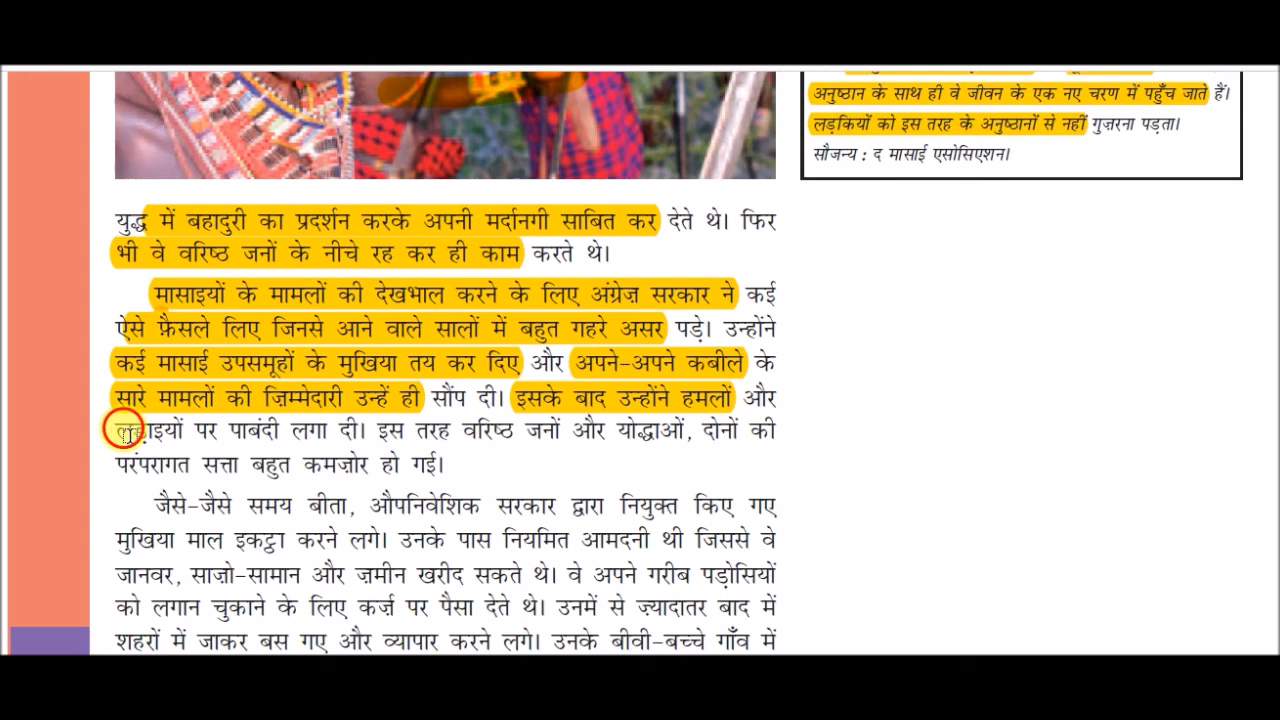 युद्ध में बहादुरी का प्रदर्शन करके अपनी मर्दानगी साबित कर देते थे। फिर
भी वे वरिष्ठ जनों के नीचे रह कर ही काम करते थे।
मासाइयों के मामलों की देखभाल करने के लिए अंग्रेज़ सरकार ने कई
ऐसे फ़ैसले लिए जिनसे आने वाले सालों में बहुत गहरे असर पड़े। उन्होंने
कई मासाई उपसमूहों के मुखिया तय कर दिए और अपने-अपने कबीले के
सारे मामलों की ज़िम्मेदारी उन्हें ही सौंप दी। इसके बाद उन्होंने हमलों और
लड़ाइयों पर पाबंदी लगा दी। इस तरह वरिष्ठ जनों और योद्धाओं, दोनों की
परंपरागत सत्ता बहुत कमज़ोर हो गई।
जैसे-जैसे समय बीता, औपनिवेशिक सरकार द्वारा नियुक्त किए गए
मुखिया माल इकट्ठा करने लगे। उनके पास नियमित आमदनी थी जिससे वे
जानवर, साज़ो-सामान और ज़मीन खरीद सकते थे। वे अपने गरीब पड़ोसियों
को लगान चुकाने के लिए कर्ज़ पर पैसा देते थे। उनमें से ज़्यादातर बाद में
शहरों में जाकर बस गए और व्यापार करने लगे। उनके बीवी-बच्चे गाँव में
अनुष्ठान के साथ ही वे जीवन के एक नए चरण में पहुँच जाते हैं।
लड़कियों को इस तरह के अनुष्ठानों से नहीं गुज़रना पड़ता।
सौजन्य : द मासाई एसोसिएशन।